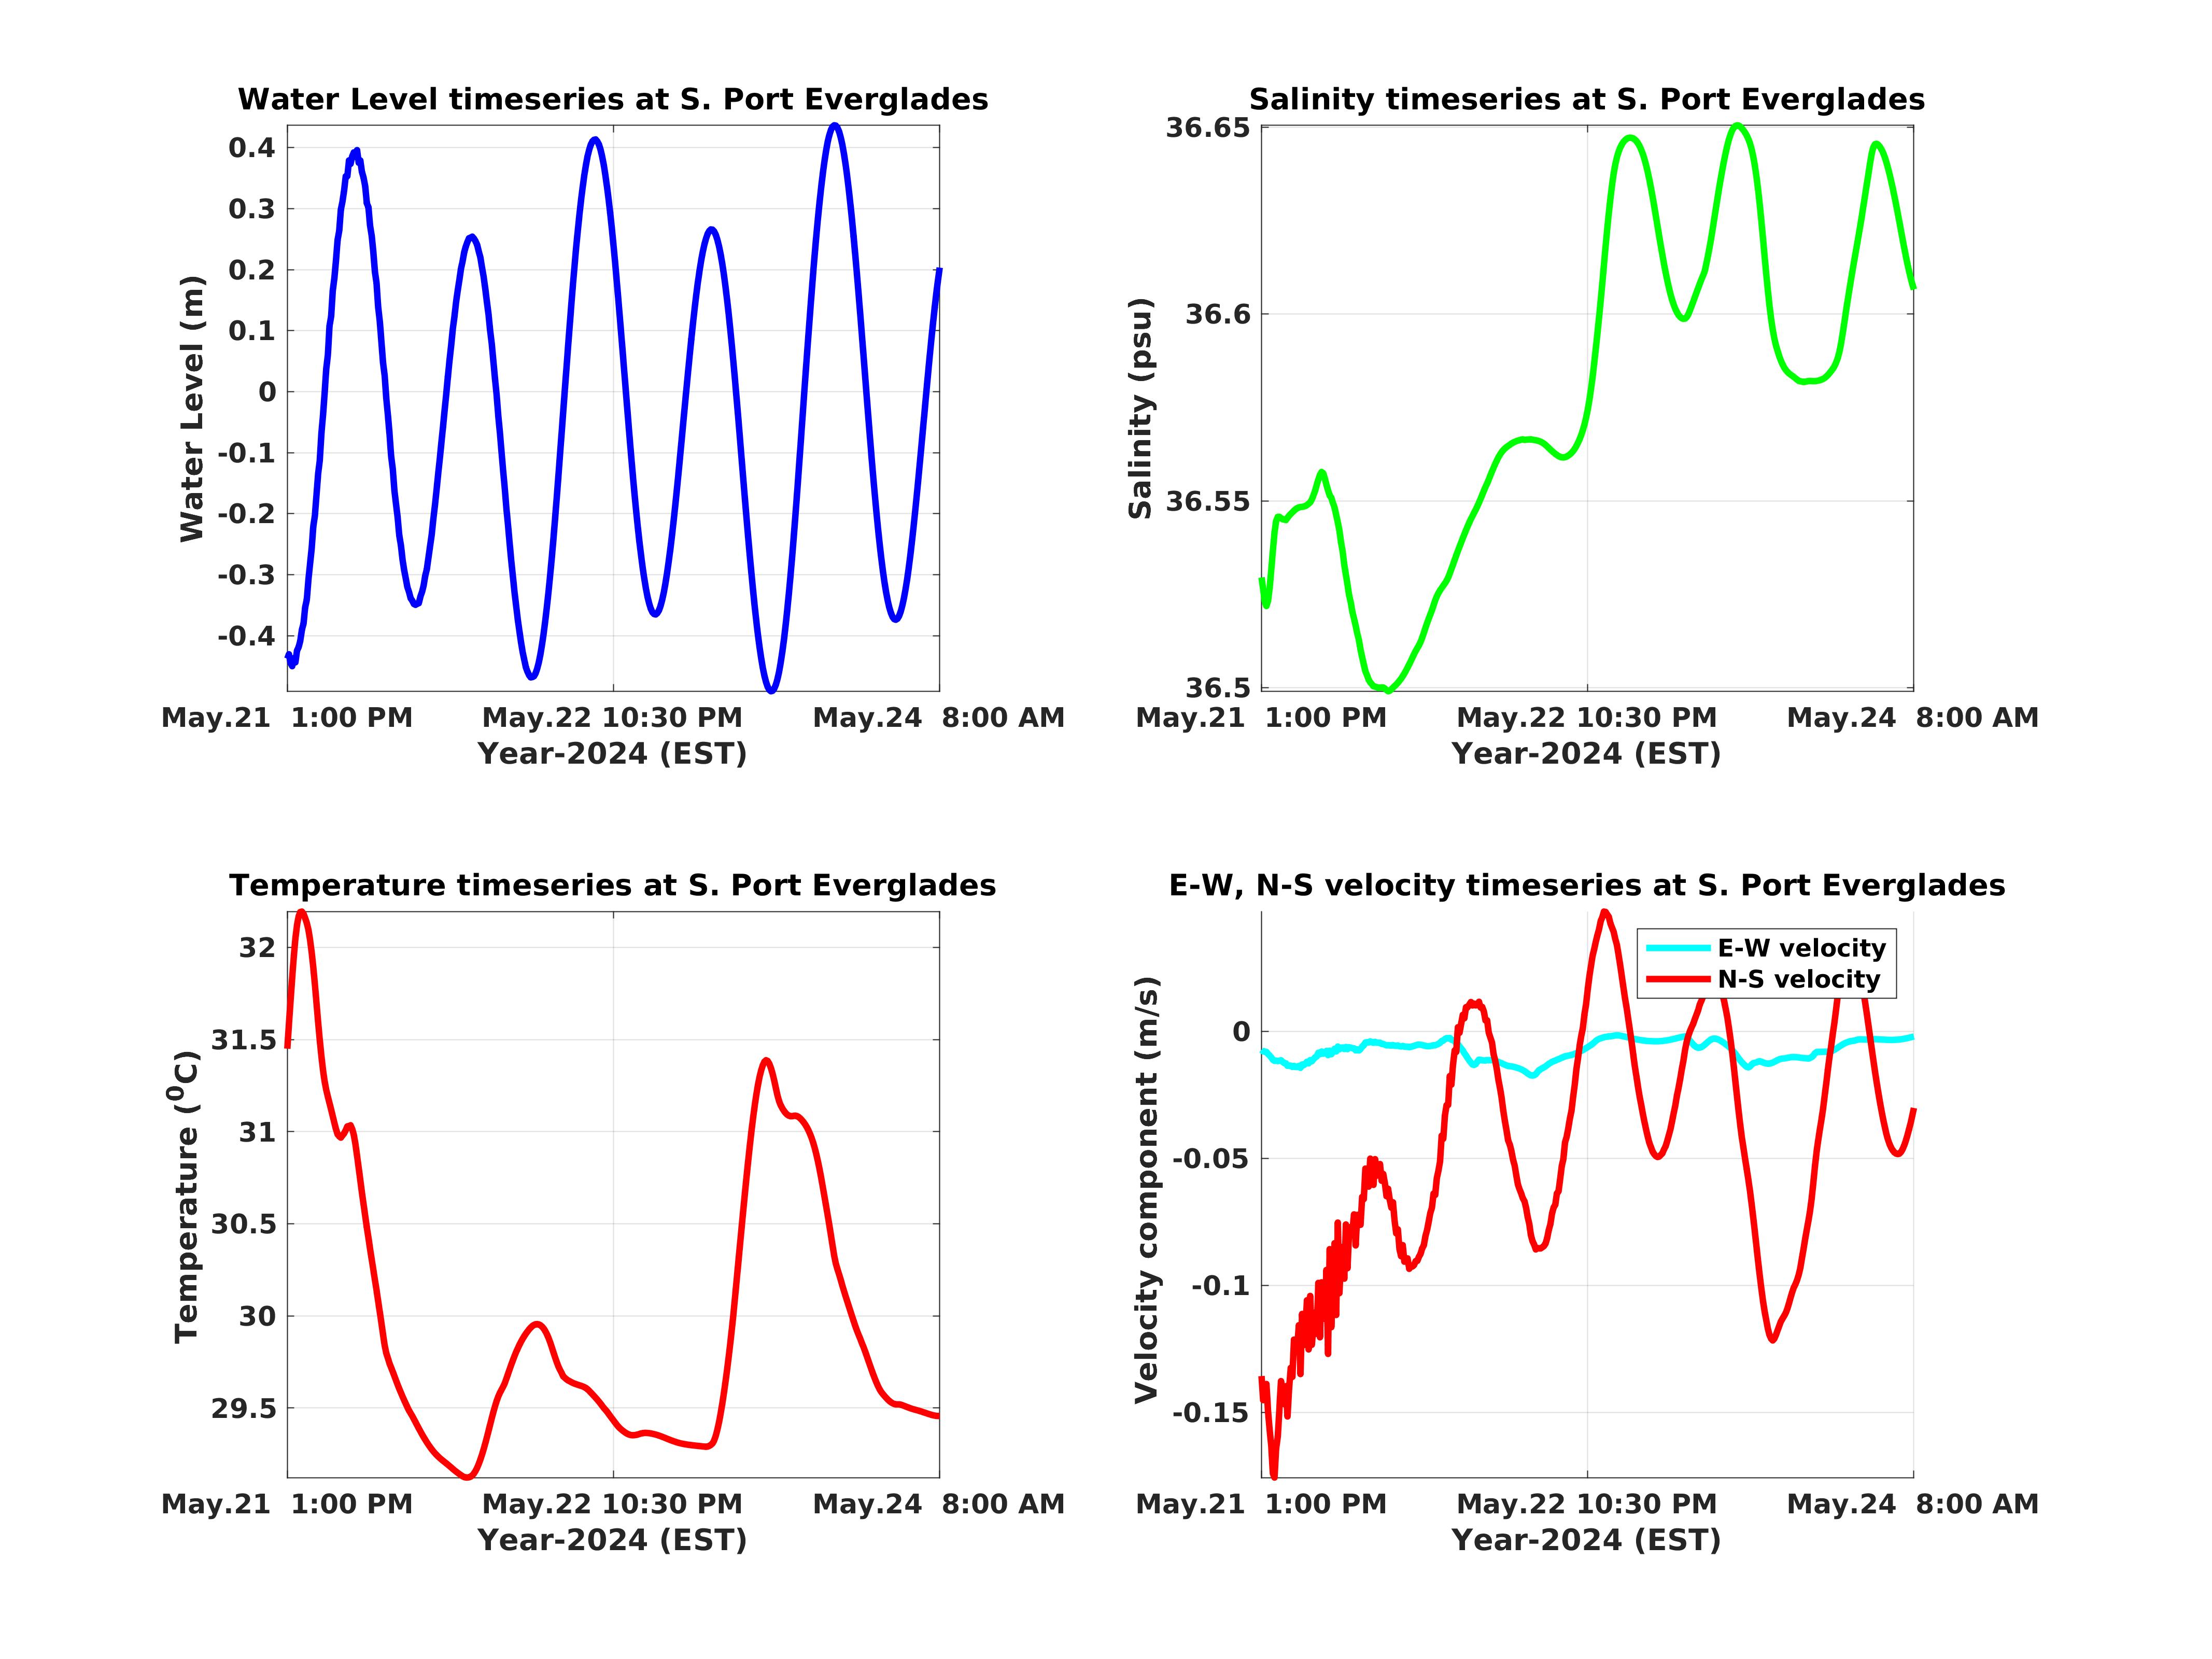 Water Level timeseries at S. Port Everglades
Water Level (m)
0.4
0.3
0.2
0.1
0
-0.1
-0.2
-0.3
-0.4
May.21  1:00 PM
May.22 10:30 PM
May.24  8:00 AM
Year-2024 (EST)
Salinity timeseries at S. Port Everglades
Salinity (psu)
36.65
36.6
36.55
36.5
May.21  1:00 PM
May.22 10:30 PM
May.24  8:00 AM
Year-2024 (EST)
Temperature timeseries at S. Port Everglades
Temperature (⁰C)
32
31.5
31
30.5
30
29.5
May.21  1:00 PM
May.22 10:30 PM
May.24  8:00 AM
Year-2024 (EST)
E-W, N-S velocity timeseries at S. Port Everglades
Velocity component (m/s)
E-W velocity
N-S velocity
0
-0.05
-0.1
-0.15
May.21  1:00 PM
May.22 10:30 PM
May.24  8:00 AM
Year-2024 (EST)